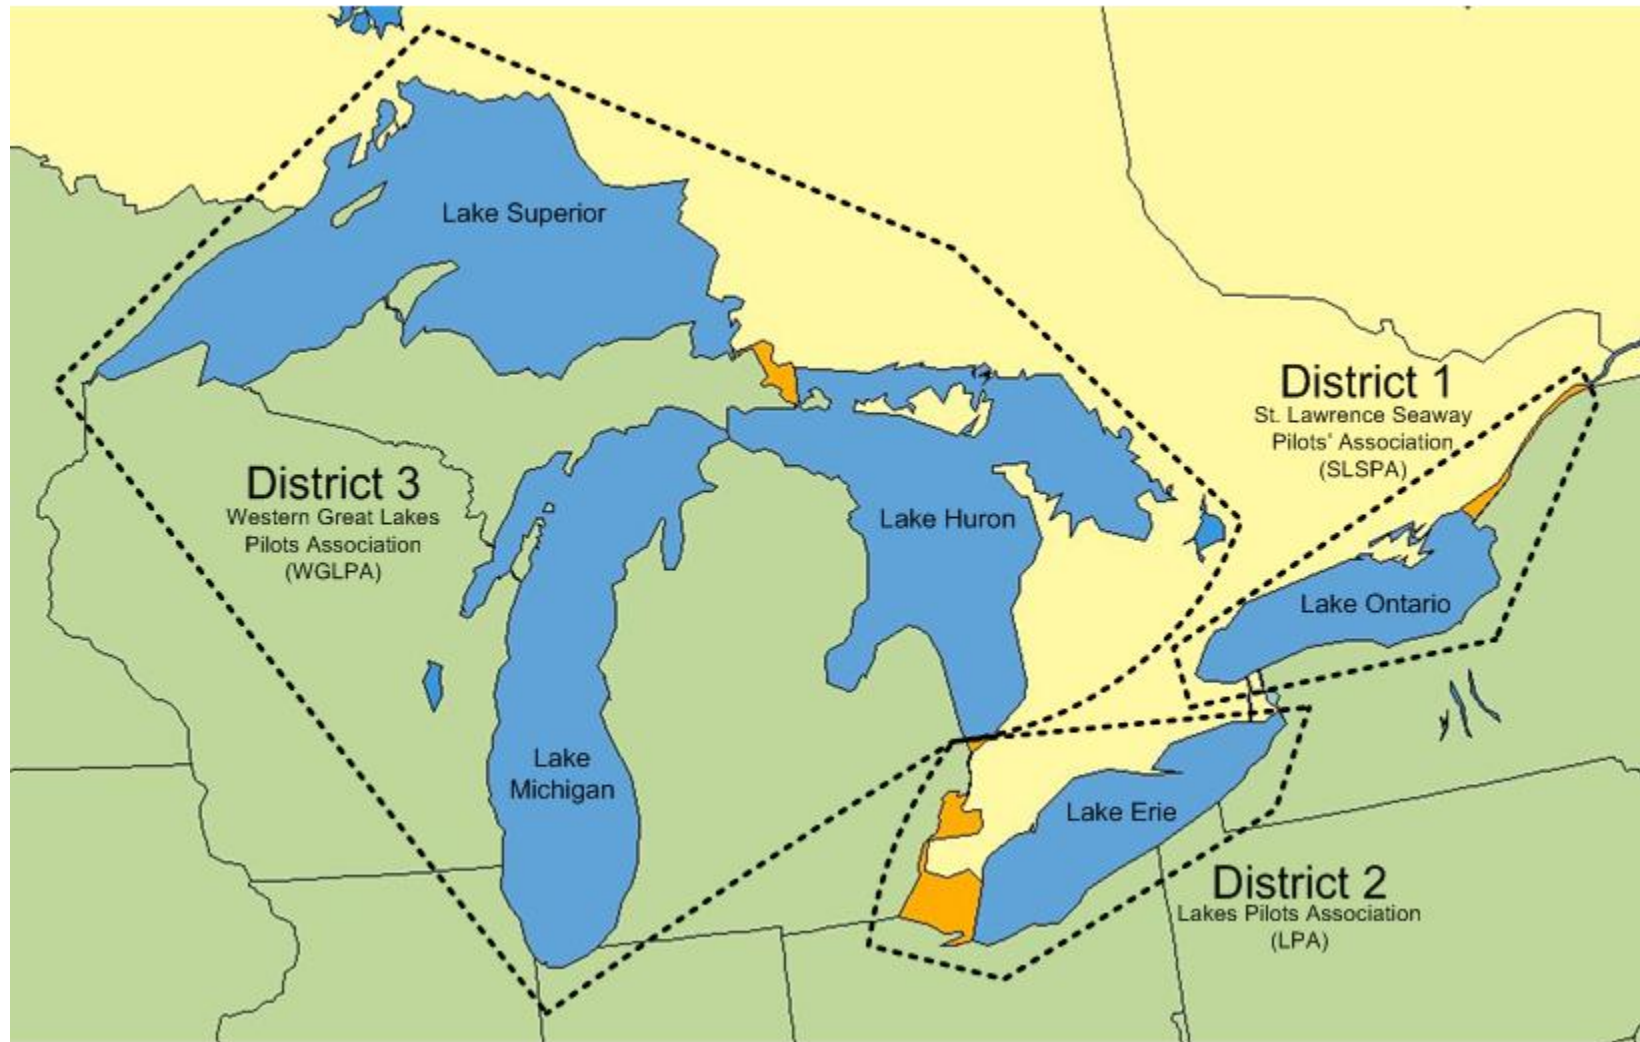 Lake Superior
District 1
St. Lawrence Seaway
Pilots' Association
(SLSPA)
District 3
Western Great Lakes
Pilots Association
(WGLPA)
Lake Huron
Lake Ontario
Lake
Michigan
Lake Erie
District 2
Lakes Pilots Association
(LPA)